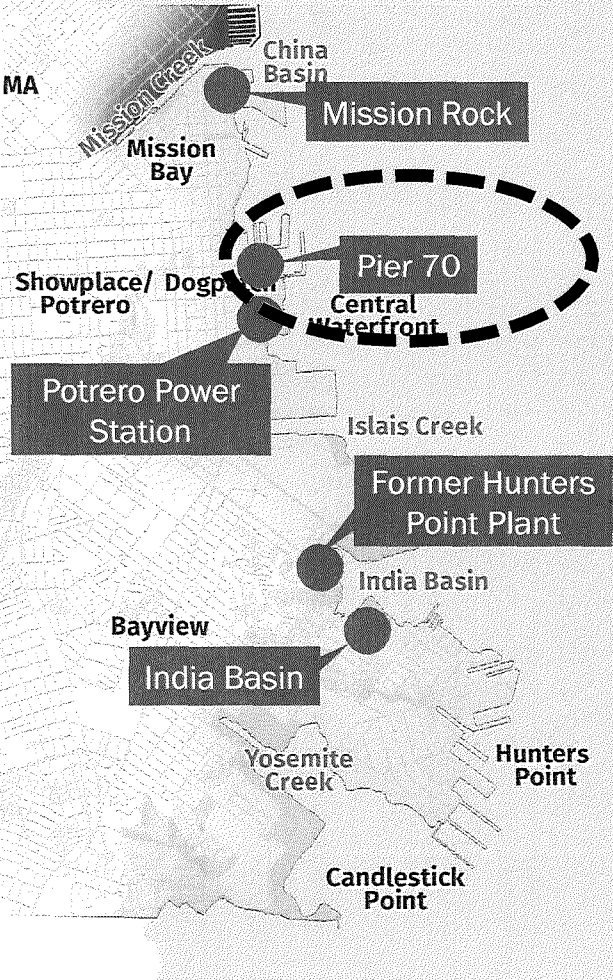 China
Basin
MA
Mission Creek
Mission Rock
Mission
Bay
Pier 70
Showplace/ Dogpatch
Potrero
Central
Waterfront
Potrero Power
Station
Islais Creek
Former Hunters
Point Plant
India Basin
Bayview
India Basin
Yosemite
Creek
Hunters
Point
Candlestick
Point